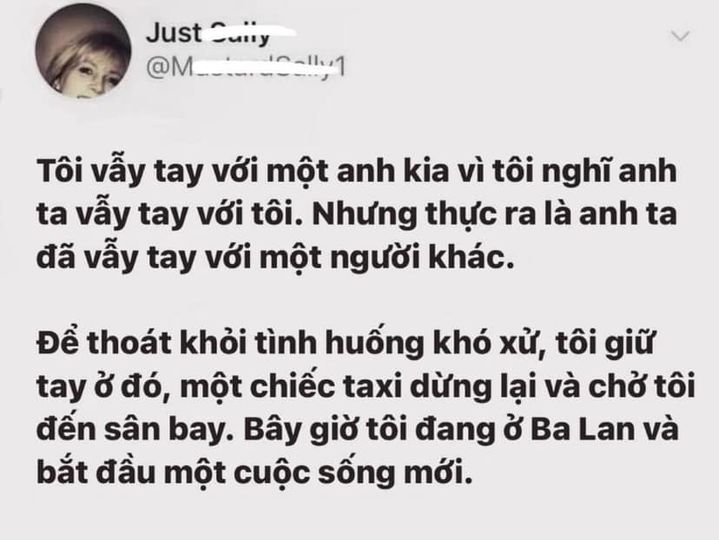 Just Sally
Tôi vẫy tay với một anh kia vì tôi nghĩ anh
ta vẫy tay với tôi. Nhưng thực ra là anh ta
đã vẫy tay với một người khác.
Để thoát khỏi tình huống khó xử, tôi giữ
tay ở đó, một chiếc taxi dừng lại và chở tôi
đến sân bay. Bây giờ tôi đang ở Ba Lan và
bắt đầu một cuộc sống mới.